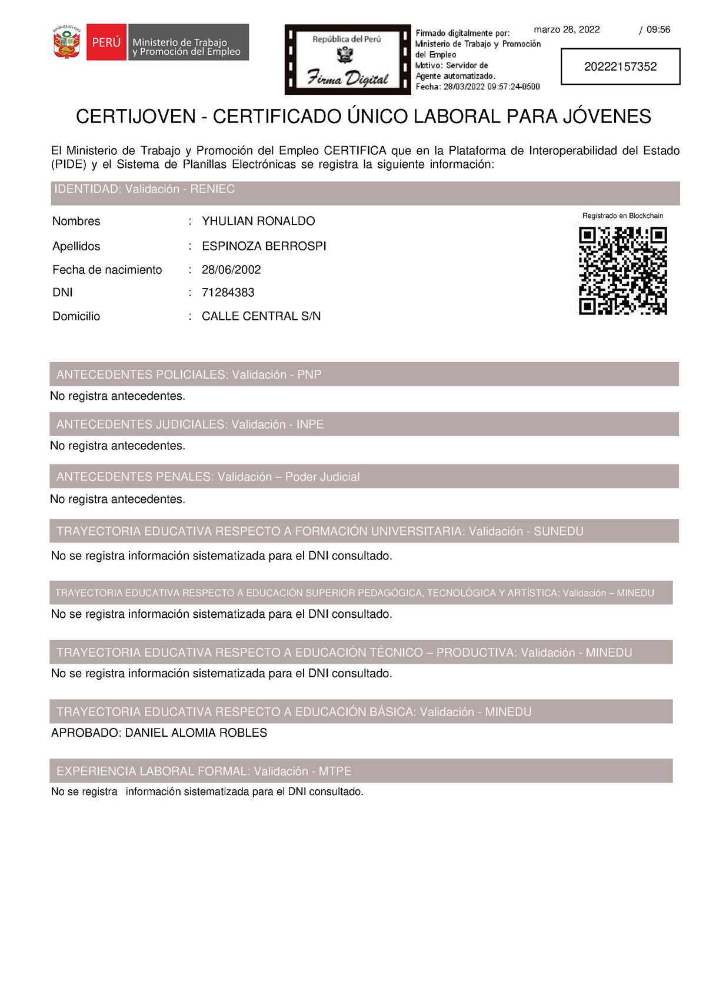 REPÚBLICA DEL PERÚ
PERÚ
Ministerio de Trabajo
y Promoción del Empleo
República del Perú
Firma Digital
Firmado digitalmente por:
Ministerio de Trabajo y Promoción
del Empleo
Motivo: Servidor de
Agente automatizado.
Fecha: 28/03/2022 09:57:24-0500
marzo 28, 2022 / 09:56
20222157352
CERTIJOVEN - CERTIFICADO ÚNICO LABORAL PARA JÓVENES
El Ministerio de Trabajo y Promoción del Empleo CERTIFICA que en la Plataforma de Interoperabilidad del Estado
(PIDE) y el Sistema de Planillas Electrónicas se registra la siguiente información:
IDENTIDAD: Validación - RENIEC
Registrado en Blockchain
Nombres : YHULIAN RONALDO
Apellidos : ESPINOZA BERROSPI
Fecha de nacimiento : 28/06/2002
DNI : 71284383
Domicilio : CALLE CENTRAL S/N
ANTECEDENTES POLICIALES: Validación - PNP
No registra antecedentes.
ANTECEDENTES JUDICIALES: Validación - INPE
No registra antecedentes.
ANTECEDENTES PENALES: Validación – Poder Judicial
No registra antecedentes.
TRAYECTORIA EDUCATIVA RESPECTO A FORMACIÓN UNIVERSITARIA: Validación - SUNEDU
No se registra información sistematizada para el DNI consultado.
TRAYECTORIA EDUCATIVA RESPECTO A EDUCACIÓN SUPERIOR PEDAGÓGICA, TECNOLÓGICA Y ARTÍSTICA: Validación – MINEDU
No se registra información sistematizada para el DNI consultado.
TRAYECTORIA EDUCATIVA RESPECTO A EDUCACIÓN TÉCNICO – PRODUCTIVA: Validación - MINEDU
No se registra información sistematizada para el DNI consultado.
TRAYECTORIA EDUCATIVA RESPECTO A EDUCACIÓN BÁSICA: Validación - MINEDU
APROBADO: DANIEL ALOMIA ROBLES
EXPERIENCIA LABORAL FORMAL: Validación - MTPE
No se registra información sistematizada para el DNI consultado.